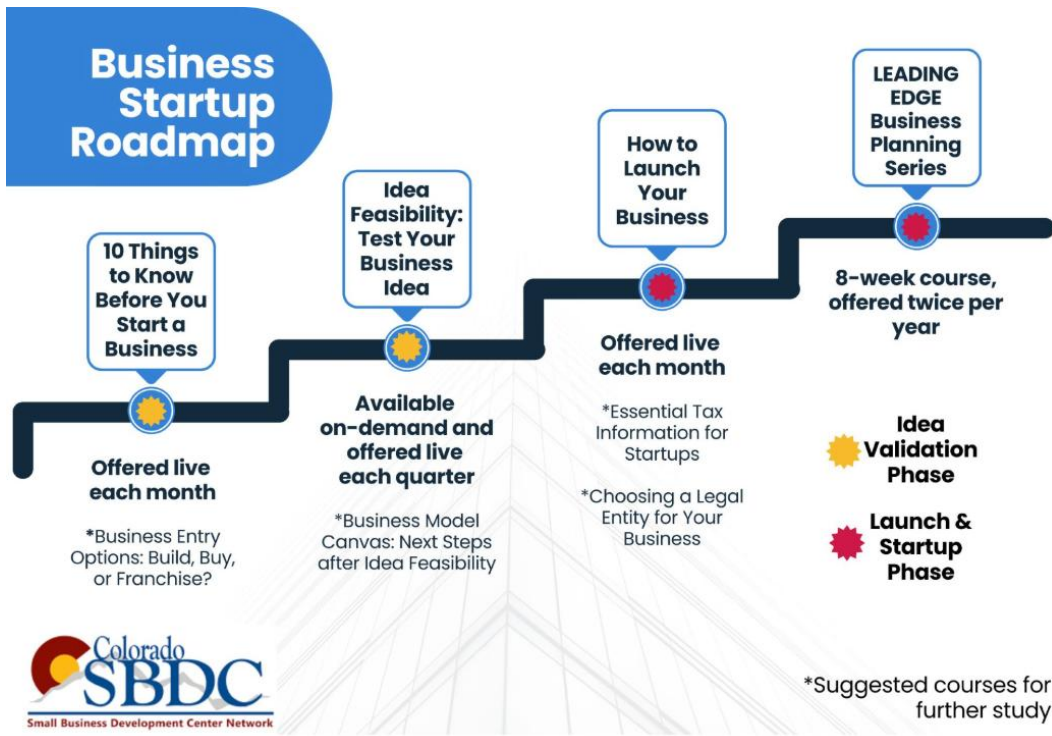 Business
Startup
Roadmap
10 Things
to Know
Before You
Start a
Business
Offered live
each month
*Business Entry
Options: Build, Buy,
or Franchise?
Idea
Feasibility:
Test Your
Business
Idea
Available
on-demand and
offered live
each quarter
*Business Model
Canvas: Next Steps
after Idea Feasibility
How to
Launch
Your
Business
Offered live
each month
*Essential Tax
Information for
Startups
*Choosing a Legal
Entity for Your
Business
LEADING
EDGE
Business
Planning
Series
8-week course,
offered twice per
year
Idea
Validation
Phase
Launch &
Startup
Phase
Colorado
SBDC
Small Business Development Center Network
*Suggested courses for
further study